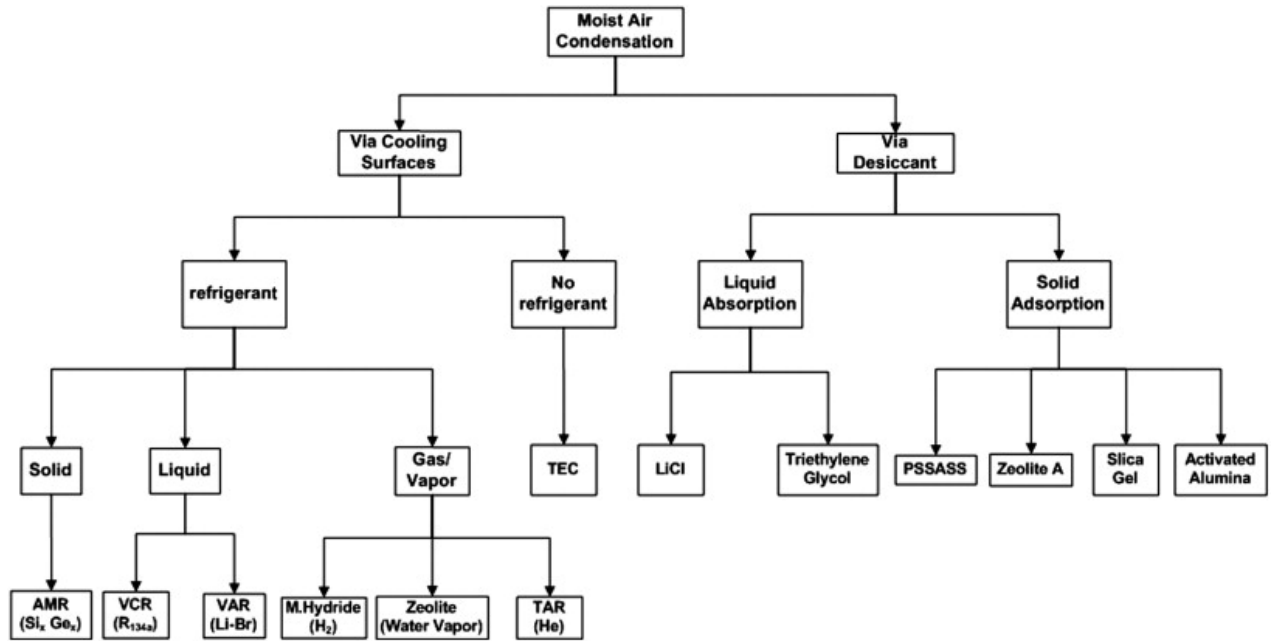 Moist Air
Condensation
Via Cooling
Surfaces
Via
Desiccant
refrigerant
No
refrigerant
Liquid
Absorption
Solid
Adsorption
Solid
Liquid
Gas/
Vapor
TEC
LiCl
Triethylene
Glycol
PSSASS
Zeolite A
Slica
Gel
Activated
Alumina
AMR
(Siₓ Geₓ)
VCR
(R₁₃₄ₐ)
VAR
(Li-Br)
M.Hydride
(H₂)
Zeolite
(Water Vapor)
TAR
(He)